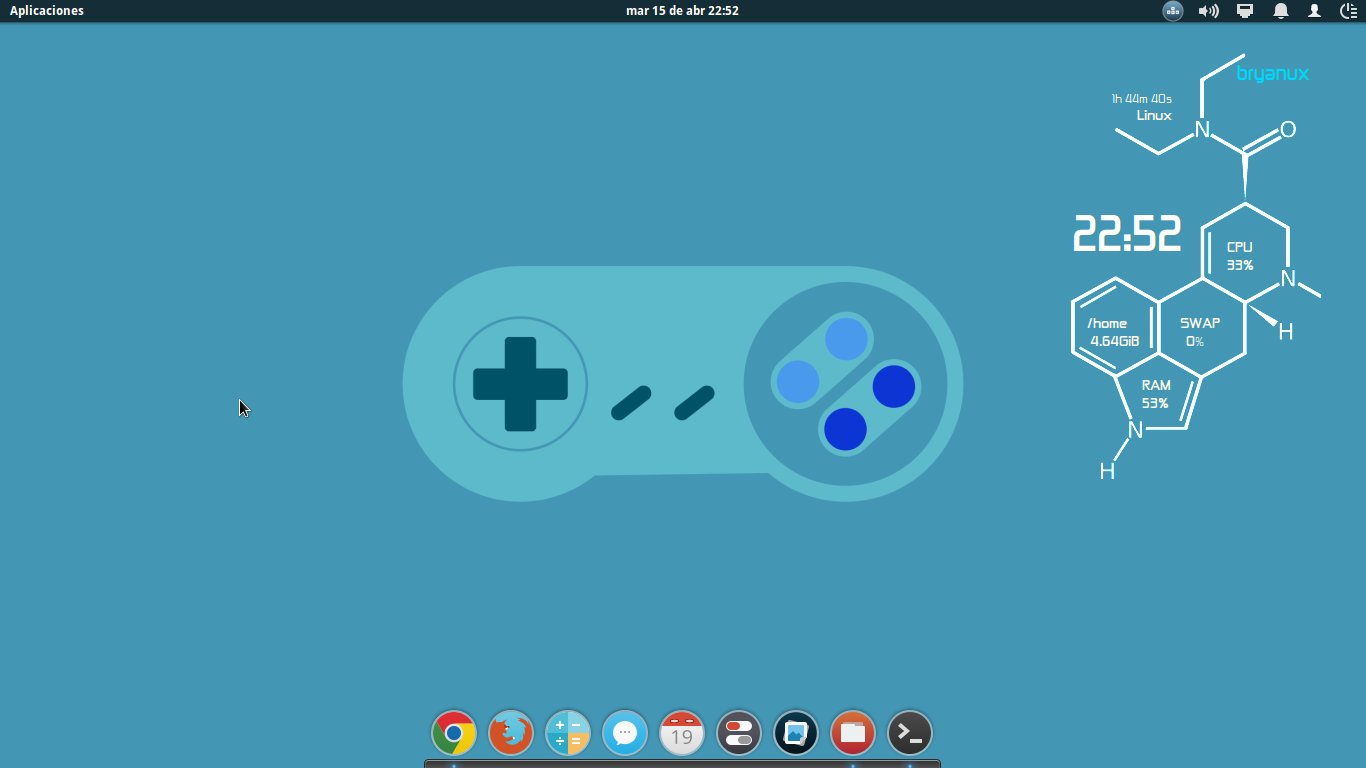 Aplicaciones
mar 15 de abr 22:52
bryanux
1h 44m 40s
Linux
N
O
22:52
CPU
33%
N
/home
4.64GiB
SWAP
0%
H
RAM
53%
N
H
19